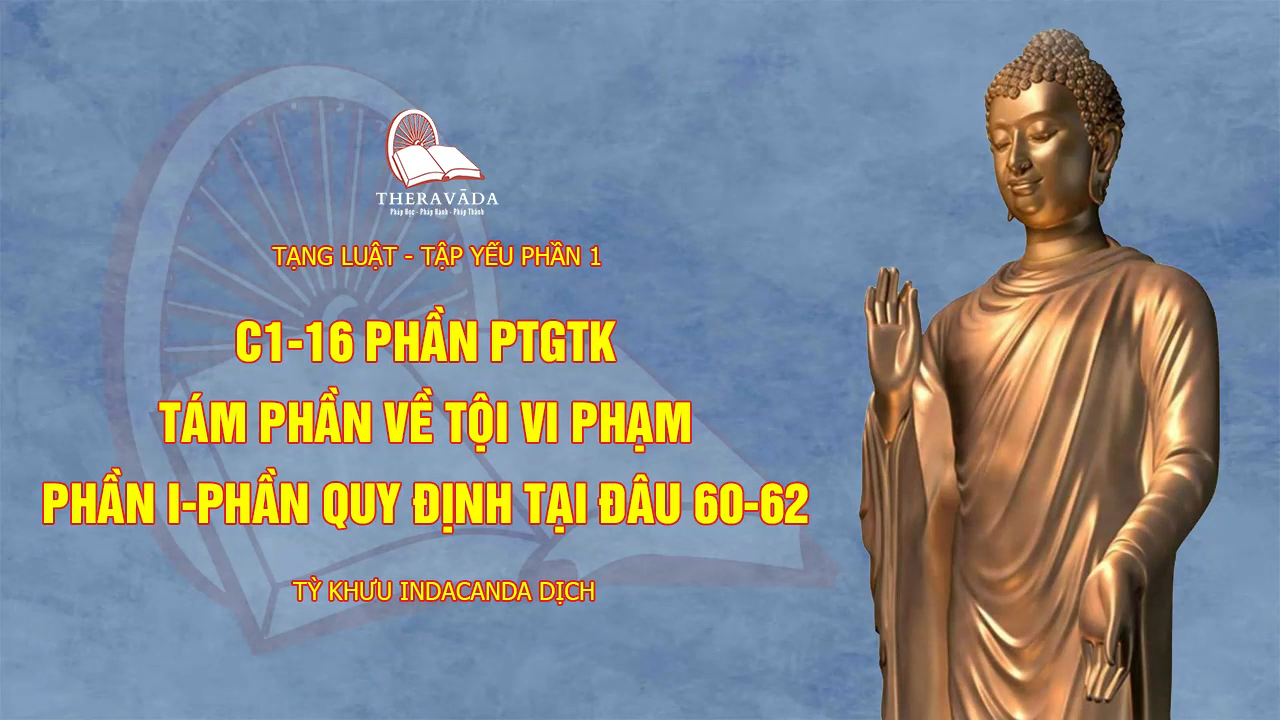 THERAVĀDA
Pháp Học - Pháp Hành - Pháp Thành
TẠNG LUẬT - TẬP YẾU PHẦN 1
C1-16 PHẦN PTGTK
TÁM PHẦN VỀ TỘI VI PHẠM
PHẦN I-PHẦN QUY ĐỊNH TẠI ĐÂU 60-62
TỲ KHƯU INDACANDA DỊCH